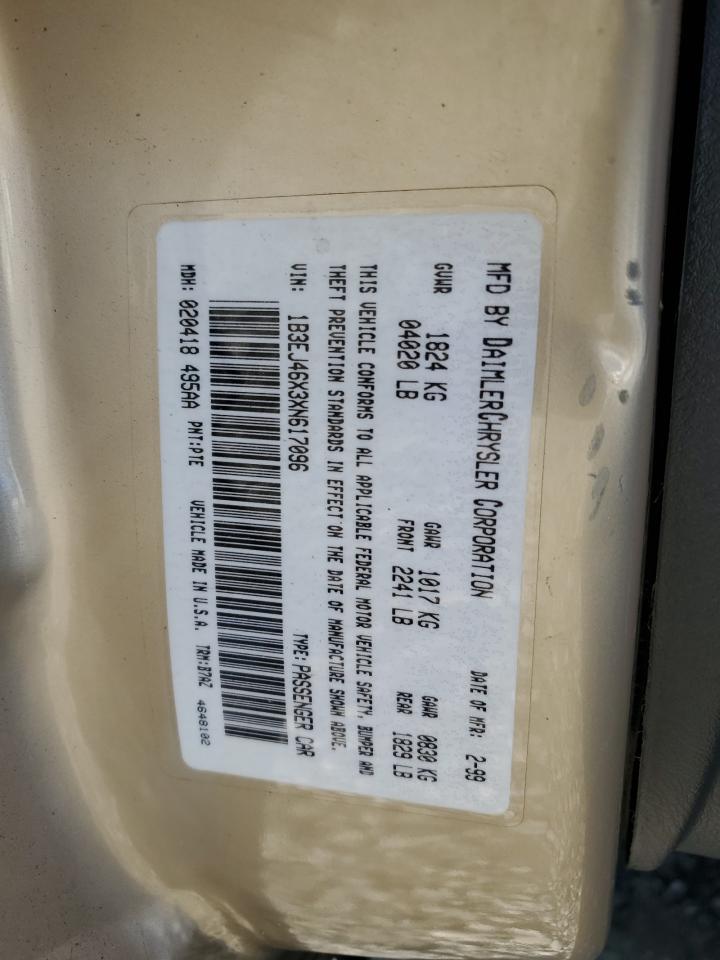 MFD BY DAIMLERCHRYSLER CORPORATION DATE OF MFR: 2-99
GVWR 1824 KG GAWR 1017 KG GAWR 0830 KG
04020 LB FRONT 2241 LB REAR 1829 LB
THIS VEHICLE CONFORMS TO ALL APPLICABLE FEDERAL MOTOR VEHICLE SAFETY, BUMPER AND
THEFT PREVENTION STANDARDS IN EFFECT ON THE DATE OF MANUFACTURE SHOWN ABOVE.
VIN: 1B3EJ46X3XN617096 TYPE: PASSENGER CAR
MDH: 020418 495AA PNT:PTE VEHICLE MADE IN U.S.A. TRM:B7AZ 4648102